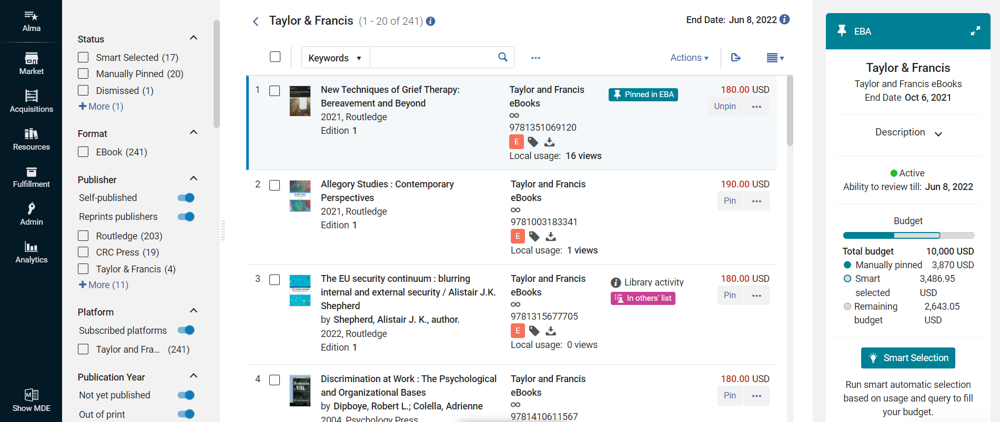 Alma
Market
Acquisitions
Resources
Fulfillment
Admin
Analytics
Show MDE
Status
Smart Selected (17)
Manually Pinned (20)
Dismissed (1)
+ More (1)
Format
EBook (241)
Publisher
Self-published
Reprints publishers
Routledge (203)
CRC Press (19)
Taylor & Francis (4)
+ More (11)
Platform
Subscribed platforms
Taylor and Fra... (241)
Publication Year
Not yet published
Out of print
Taylor & Francis (1 - 20 of 241)
End Date: Jun 8, 2022
Keywords
Actions
1
New Techniques of Grief Therapy:
Bereavement and Beyond
2021, Routledge
Edition 1
Taylor and Francis
eBooks
9781351069120
E
Local usage: 16 views
Pinned in EBA
180.00 USD
Unpin
2
Allegory Studies : Contemporary
Perspectives
2021, Routledge
Edition 1
Taylor and Francis
eBooks
9781003183341
E
Local usage: 1 views
190.00 USD
Pin
3
The EU security continuum : blurring
internal and external security / Alistair J.K.
Shepherd
by Shepherd, Alistair J. K., author.
2022, Routledge
Edition 1
Taylor and Francis
eBooks
9781315677705
E
Local usage: 0 views
Library activity
In others' list
180.00 USD
Pin
4
Discrimination at Work : The Psychological
and Organizational Bases
by Dipboye, Robert L.; Colella, Adrienne
2004, Psychology Press
Taylor and Francis
eBooks
9781410611567
180.00 USD
Pin
EBA
Taylor & Francis
Taylor and Francis eBooks
End Date Oct 6, 2021
Description
Active
Ability to review till: Jun 8, 2022
Budget
Total budget 10,000 USD
Manually pinned 3,870 USD
Smart 3,486.95
selected USD
Remaining 2,643.05
budget USD
Smart Selection
Run smart automatic selection
based on usage and query to fill
your budget.